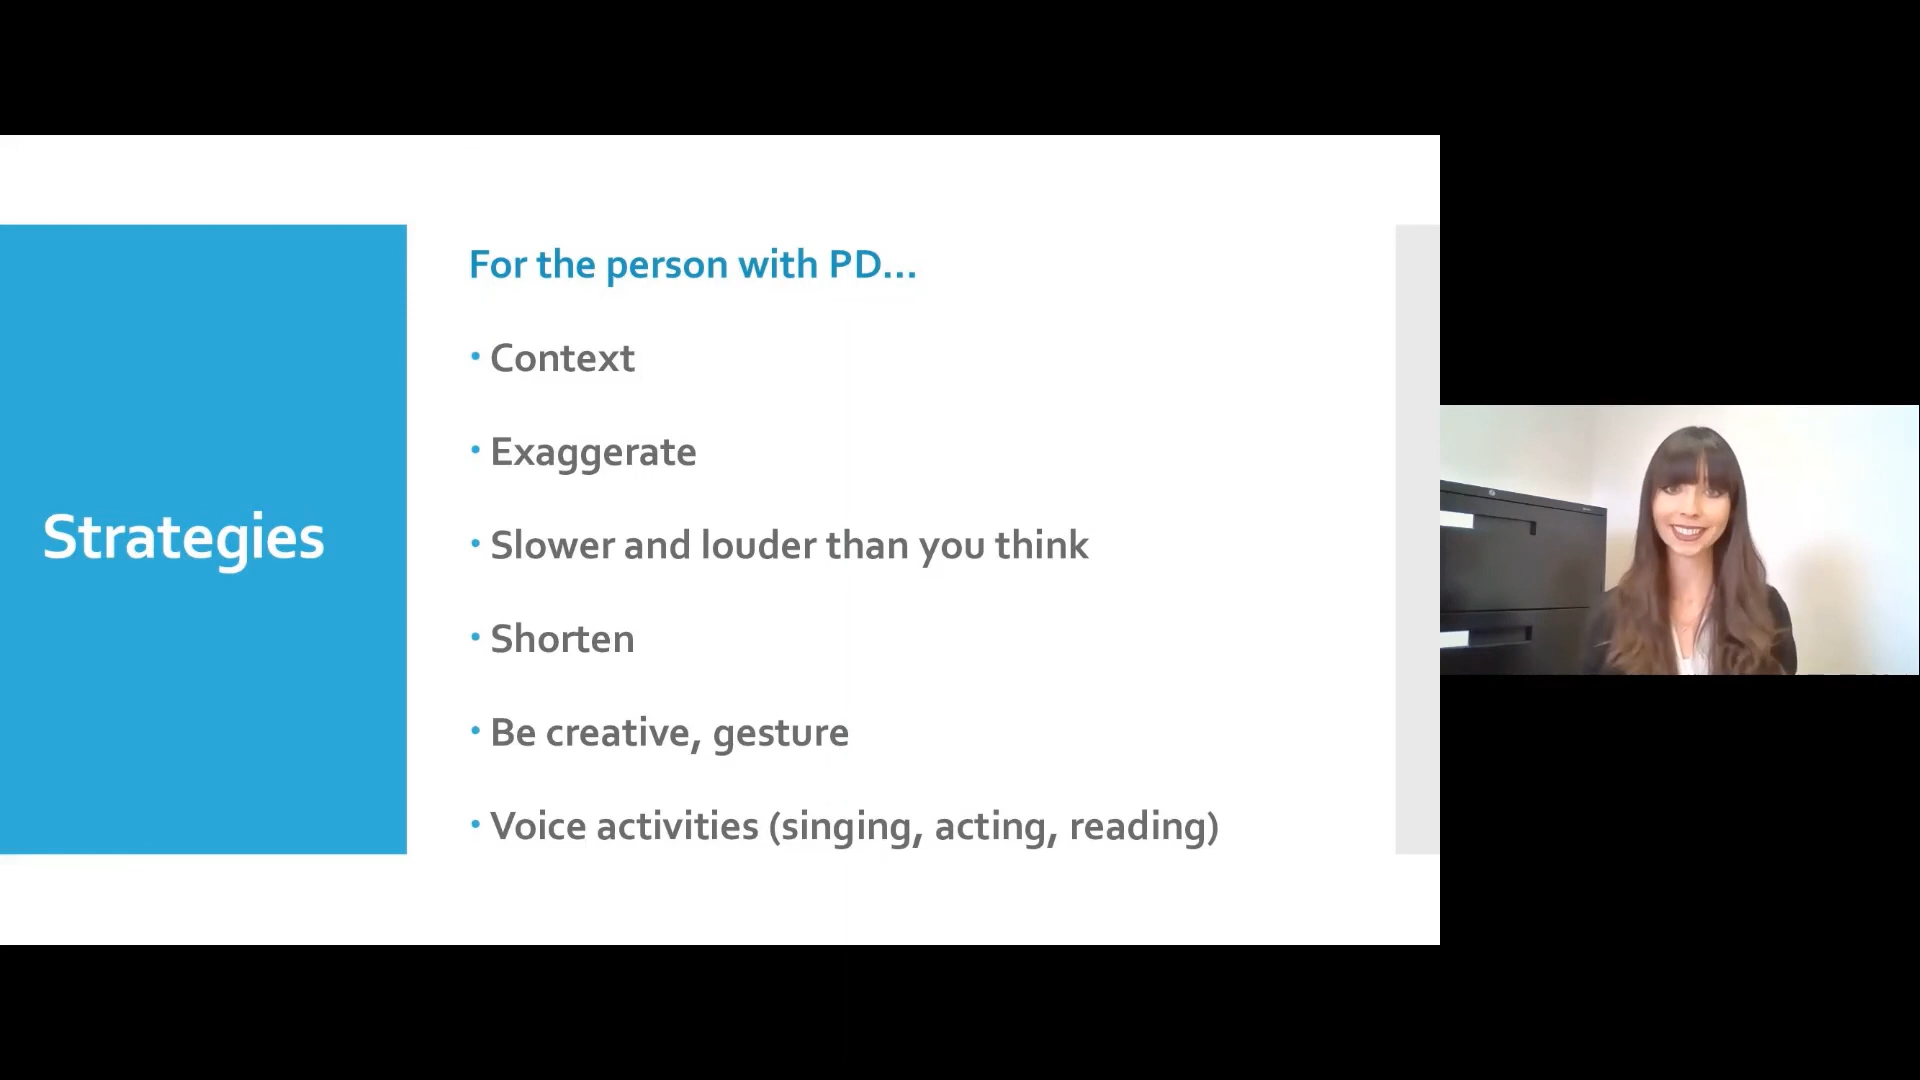 Strategies
For the person with PD...
• Context
• Exaggerate
• Slower and louder than you think
• Shorten
• Be creative, gesture
• Voice activities (singing, acting, reading)